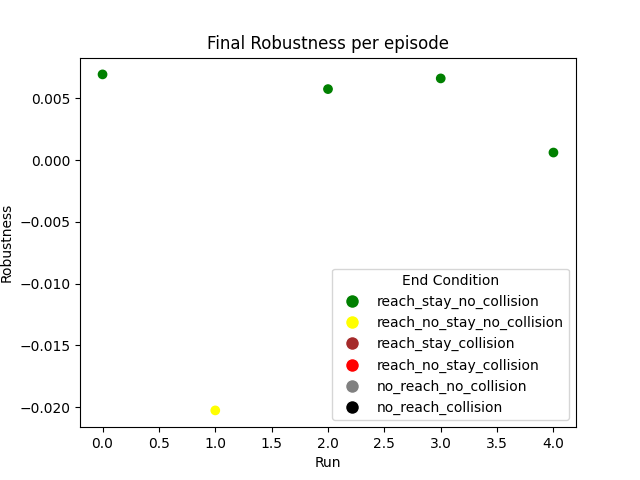 Final Robustness per episode
Robustness
0.005
0.000
−0.005
−0.010
−0.015
−0.020
End Condition
reach_stay_no_collision
reach_no_stay_no_collision
reach_stay_collision
reach_no_stay_collision
no_reach_no_collision
no_reach_collision
0.0 0.5 1.0 1.5 2.0 2.5 3.0 3.5 4.0
Run